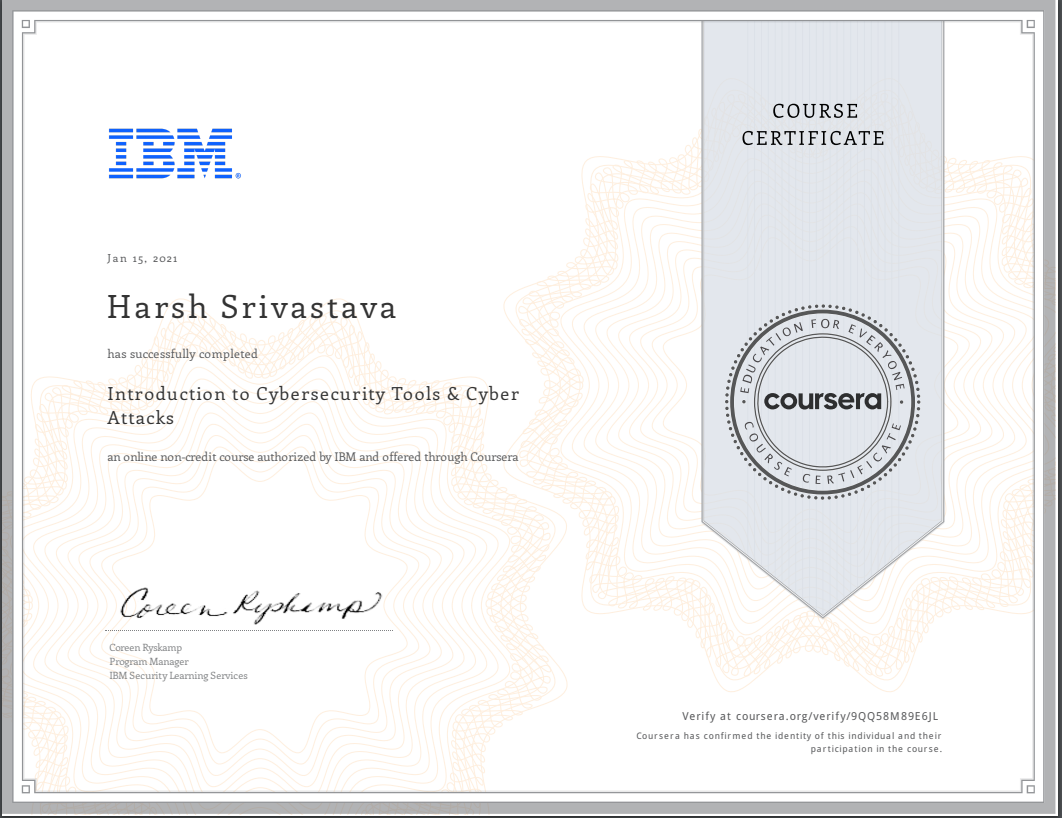 COURSE
CERTIFICATE
IBM®
Jan 15, 2021
Harsh Srivastava
has successfully completed
Introduction to Cybersecurity Tools & Cyber
Attacks
an online non-credit course authorized by IBM and offered through Coursera
EDUCATION FOR EVERYONE
coursera
COURSE CERTIFICATE
Coreen Ryskamp
Coreen Ryskamp
Program Manager
IBM Security Learning Services
Verify at coursera.org/verify/9QQ58M89E6JL
Coursera has confirmed the identity of this individual and their
participation in the course.